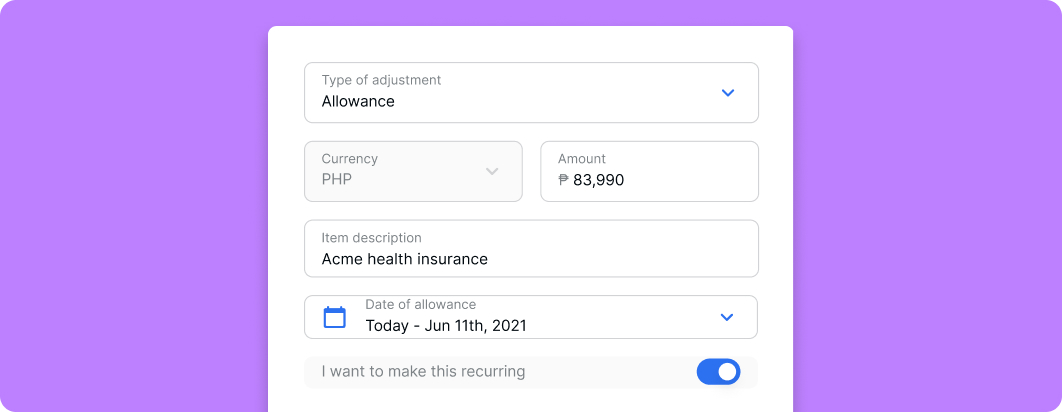 Type of adjustment
Allowance
Currency
PHP
Amount
₱ 83,990
Item description
Acme health insurance
Date of allowance
Today - Jun 11th, 2021
I want to make this recurring